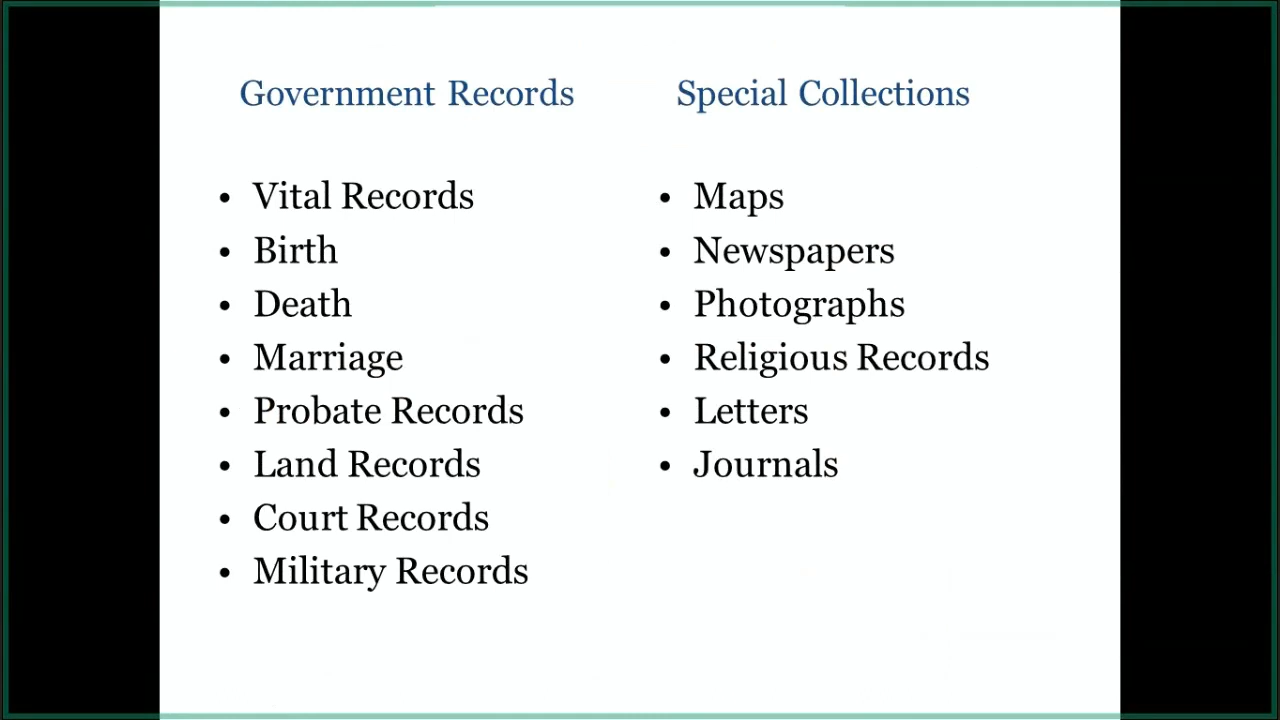 Government Records
• Vital Records
• Birth
• Death
• Marriage
• Probate Records
• Land Records
• Court Records
• Military Records
Special Collections
• Maps
• Newspapers
• Photographs
• Religious Records
• Letters
• Journals